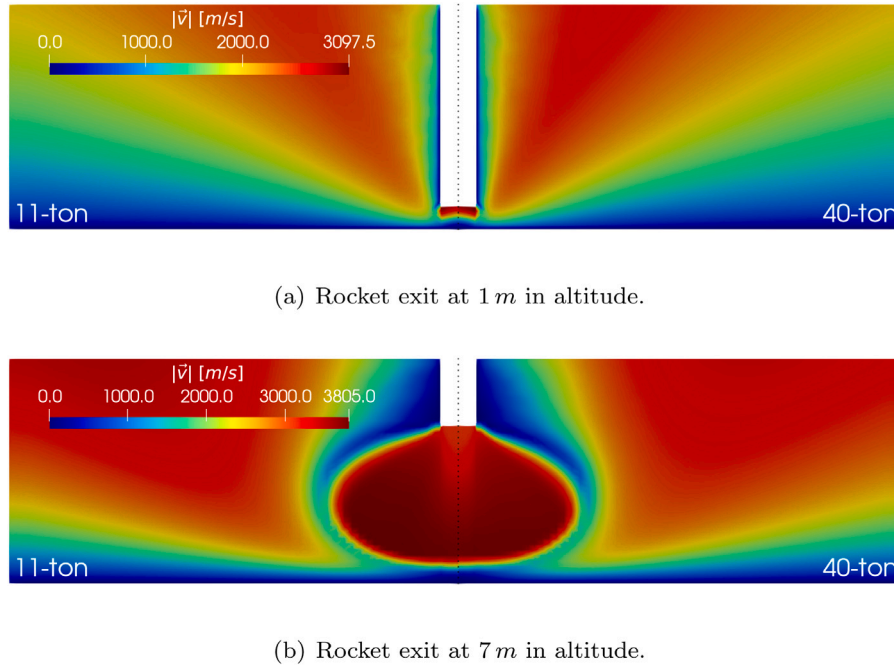 |v⃗| [m/s]
0.0 1000.0 2000.0 3097.5
11-ton 40-ton
(a) Rocket exit at 1 m in altitude.
|v⃗| [m/s]
0.0 1000.0 2000.0 3000.0 3805.0
11-ton 40-ton
(b) Rocket exit at 7 m in altitude.